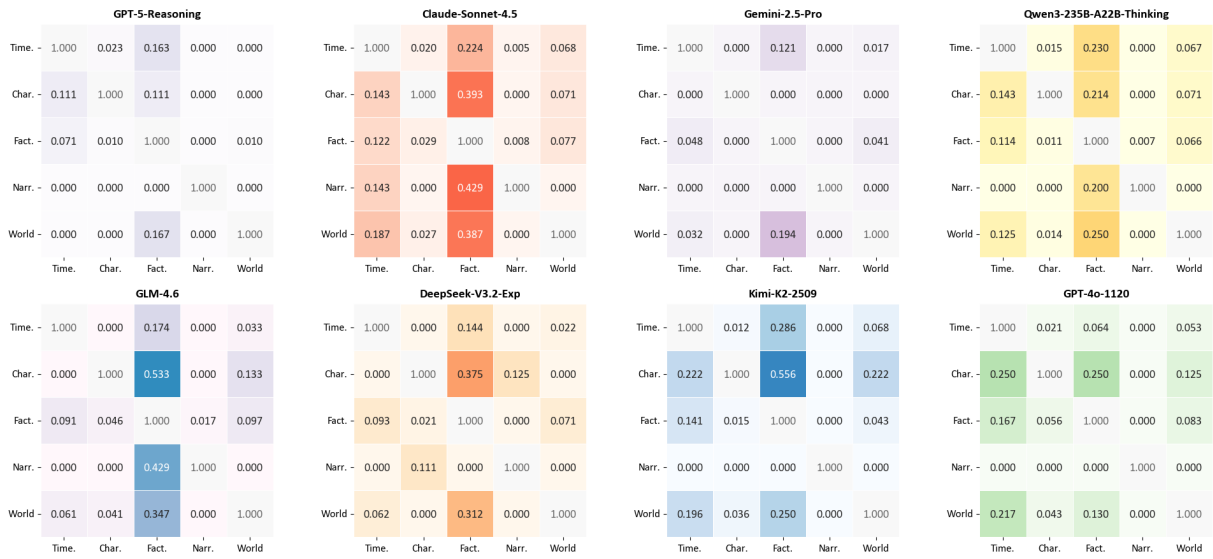 GPT-5-Reasoning Claude-Sonnet-4.5 Gemini-2.5-Pro Qwen3-235B-A22B-Thinking
Time. 1.000 0.023 0.163 0.000 0.000 Time. 1.000 0.020 0.224 0.005 0.068 Time. 1.000 0.000 0.121 0.000 0.017 Time. 1.000 0.015 0.230 0.000 0.067
Char. 0.111 1.000 0.111 0.000 0.000 Char. 0.143 1.000 0.393 0.000 0.071 Char. 0.000 1.000 0.000 0.000 0.000 Char. 0.143 1.000 0.214 0.000 0.071
Fact. 0.071 0.010 1.000 0.000 0.010 Fact. 0.122 0.029 1.000 0.008 0.077 Fact. 0.048 0.000 1.000 0.000 0.041 Fact. 0.114 0.011 1.000 0.007 0.066
Narr. 0.000 0.000 0.000 1.000 0.000 Narr. 0.143 0.000 0.429 1.000 0.000 Narr. 0.000 0.000 0.000 1.000 0.000 Narr. 0.000 0.000 0.200 1.000 0.000
World 0.000 0.000 0.167 0.000 1.000 World 0.187 0.027 0.387 0.000 1.000 World 0.032 0.000 0.194 0.000 1.000 World 0.125 0.014 0.250 0.000 1.000
Time. Char. Fact. Narr. World Time. Char. Fact. Narr. World Time. Char. Fact. Narr. World Time. Char. Fact. Narr. World
GLM-4.6 DeepSeek-V3.2-Exp Kimi-K2-2509 GPT-4o-1120
Time. 1.000 0.000 0.174 0.000 0.033 Time. 1.000 0.000 0.144 0.000 0.022 Time. 1.000 0.012 0.286 0.000 0.068 Time. 1.000 0.021 0.064 0.000 0.053
Char. 0.000 1.000 0.533 0.000 0.133 Char. 0.000 1.000 0.375 0.125 0.000 Char. 0.222 1.000 0.556 0.000 0.222 Char. 0.250 1.000 0.250 0.000 0.125
Fact. 0.091 0.046 1.000 0.017 0.097 Fact. 0.093 0.021 1.000 0.000 0.071 Fact. 0.141 0.015 1.000 0.000 0.043 Fact. 0.167 0.056 1.000 0.000 0.083
Narr. 0.000 0.000 0.429 1.000 0.000 Narr. 0.000 0.111 0.000 1.000 0.000 Narr. 0.000 0.000 0.000 1.000 0.000 Narr. 0.000 0.000 0.000 1.000 0.000
World 0.061 0.041 0.347 0.000 1.000 World 0.062 0.000 0.312 0.000 1.000 World 0.196 0.036 0.250 0.000 1.000 World 0.217 0.043 0.130 0.000 1.000
Time. Char. Fact. Narr. World Time. Char. Fact. Narr. World Time. Char. Fact. Narr. World Time. Char. Fact. Narr. World